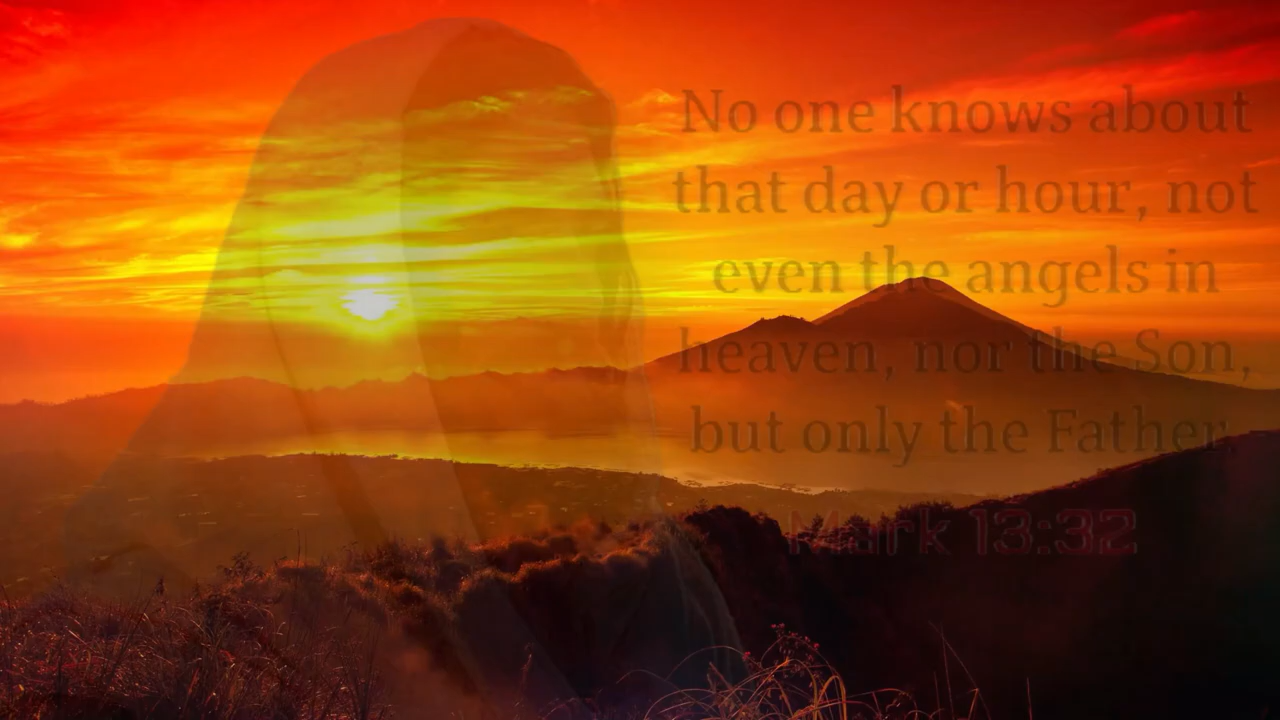 No one knows about
that day or hour, not
even the angels in
heaven, nor the Son,
but only the Father
Mark 13:32